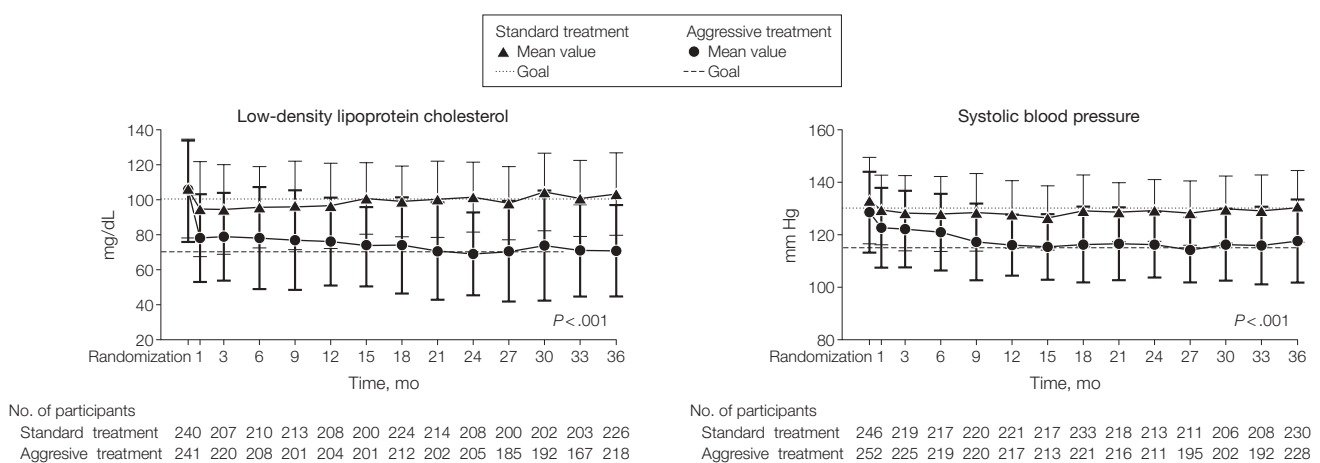 Standard treatment Aggressive treatment
Mean value Mean value
Goal Goal
Low-density lipoprotein cholesterol
140
120
100
80
60
40
20
mg/dL
P<.001
Randomization 1 3 6 9 12 15 18 21 24 27 30 33 36
Time, mo
No. of participants
Standard treatment 240 207 210 213 208 200 224 214 208 200 202 203 226
Aggresive treatment 241 220 208 201 204 201 212 202 205 185 192 167 218
Systolic blood pressure
160
140
120
100
80
mm Hg
P<.001
Randomization 1 3 6 9 12 15 18 21 24 27 30 33 36
Time, mo
No. of participants
Standard treatment 246 219 217 220 221 217 233 218 213 211 206 208 230
Aggresive treatment 252 225 219 220 217 213 221 216 211 195 202 192 228